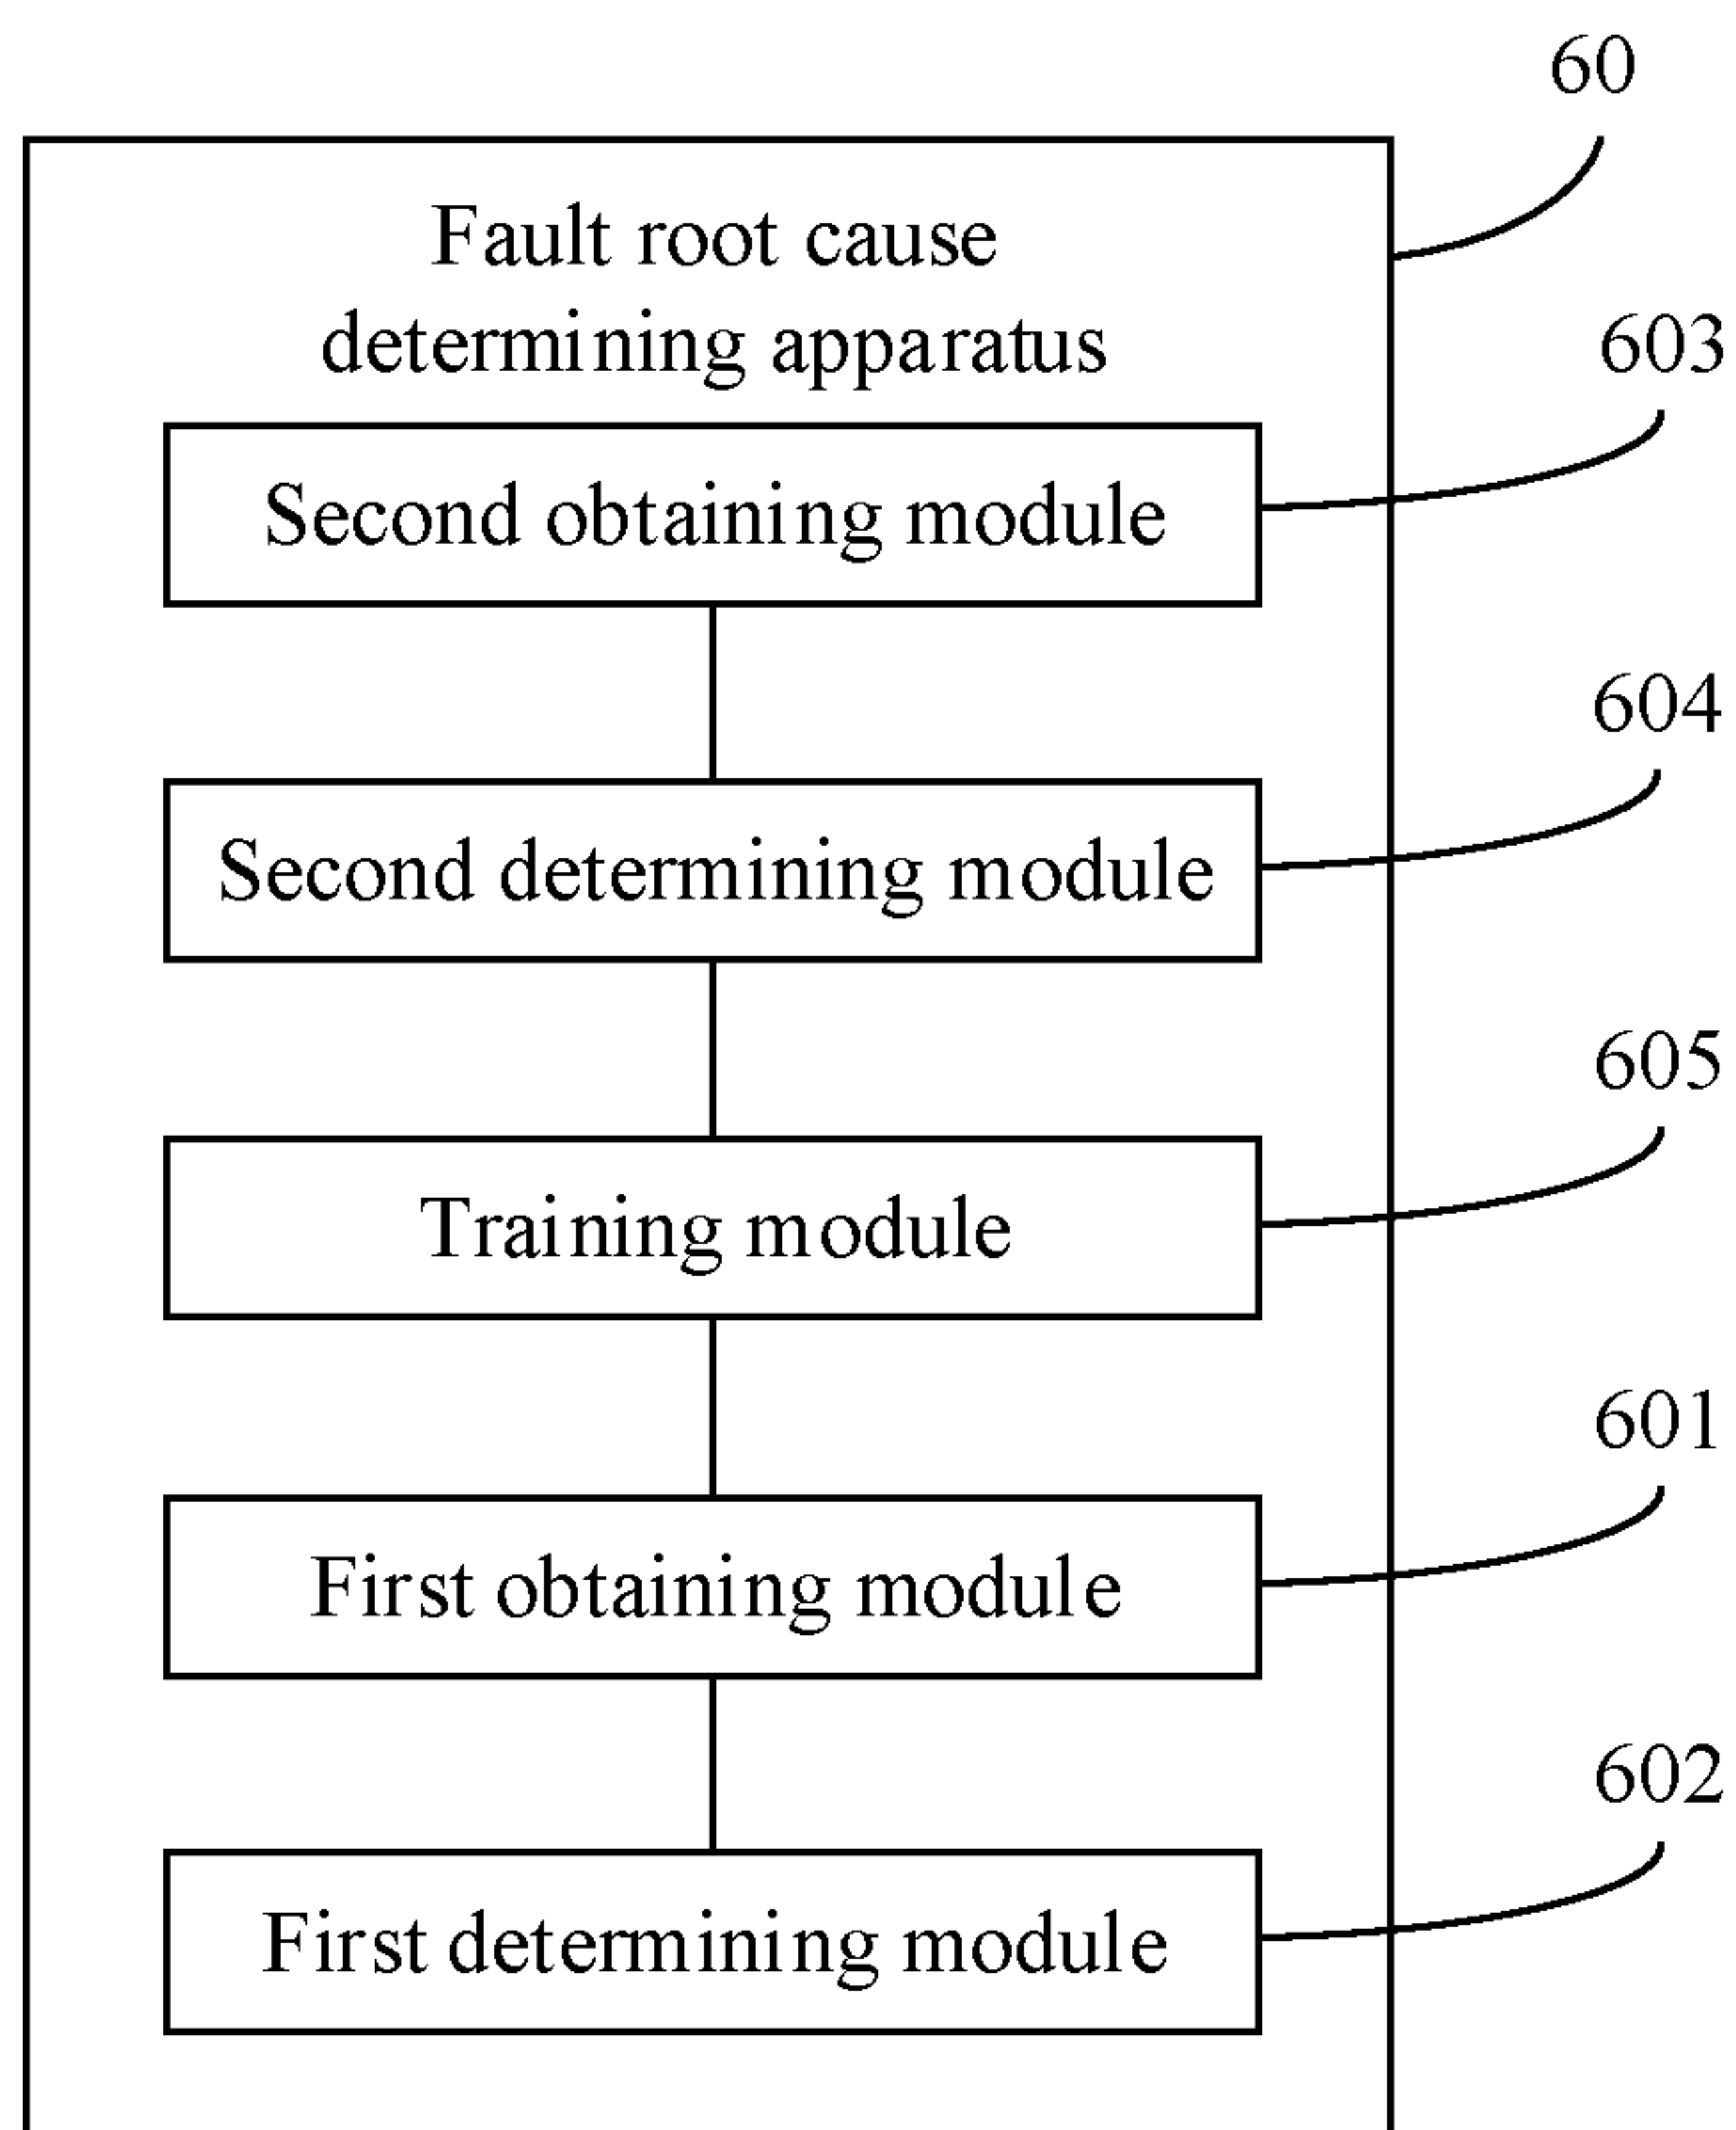 60
Fault root cause
determining apparatus
603
Second obtaining module
604
Second determining module
605
Training module
601
First obtaining module
602
First determining module